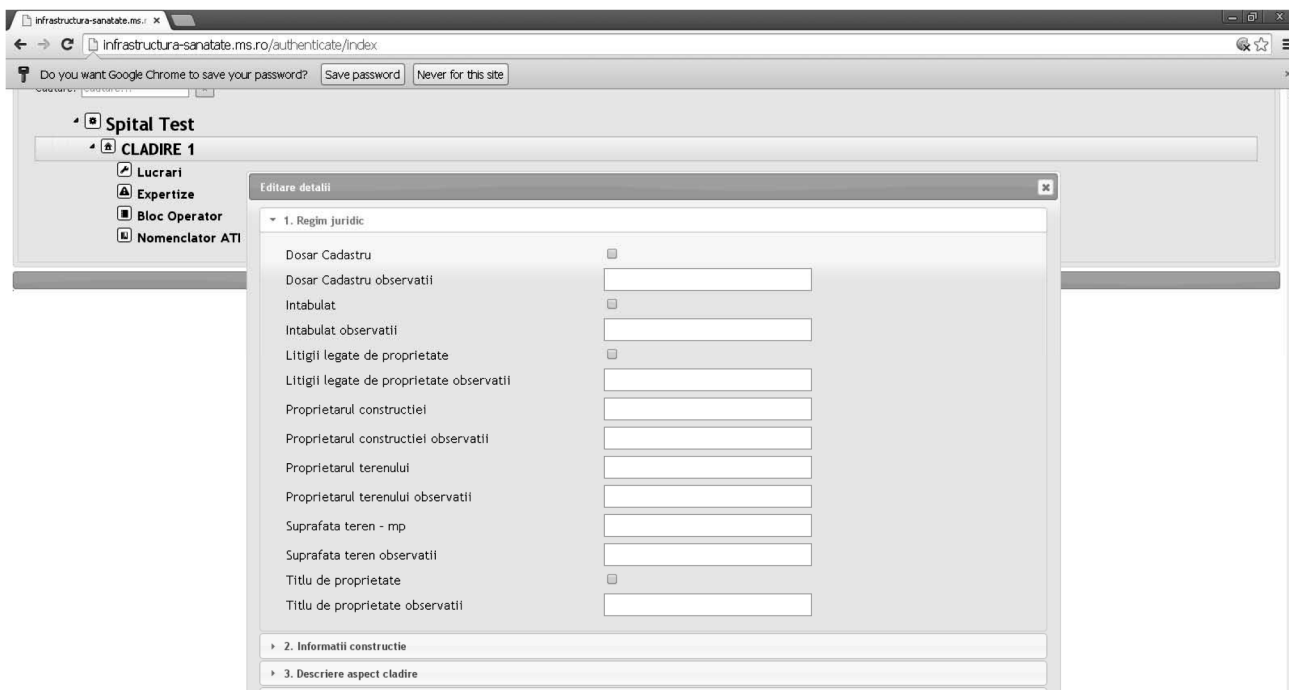 infrastructura-sanatate.ms.r
infrastructura-sanatate.ms.ro/authenticate/index
Do you want Google Chrome to save your password? Save password Never for this site
Spital Test
CLADIRE 1
Lucrari
Expertize
Bloc Operator
Nomenclator ATI
Editare detalii
1. Regim juridic
Dosar Cadastru
Dosar Cadastru observatii
Intabulat
Intabulat observatii
Litigii legate de proprietate
Litigii legate de proprietate observatii
Proprietarul constructiei
Proprietarul constructiei observatii
Proprietarul terenului
Proprietarul terenului observatii
Suprafata teren - mp
Suprafata teren observatii
Titlu de proprietate
Titlu de proprietate observatii
2. Informatii constructie
3. Descriere aspect cladire